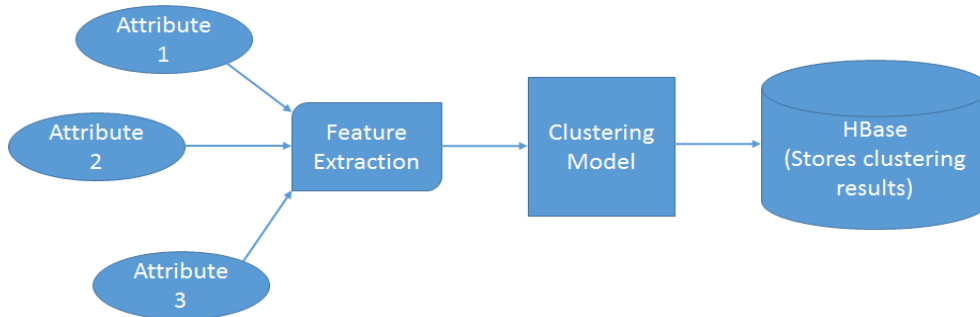 Attribute
1
Attribute
2
Attribute
3
Feature
Extraction
Clustering
Model
HBase
(Stores clustering
results)